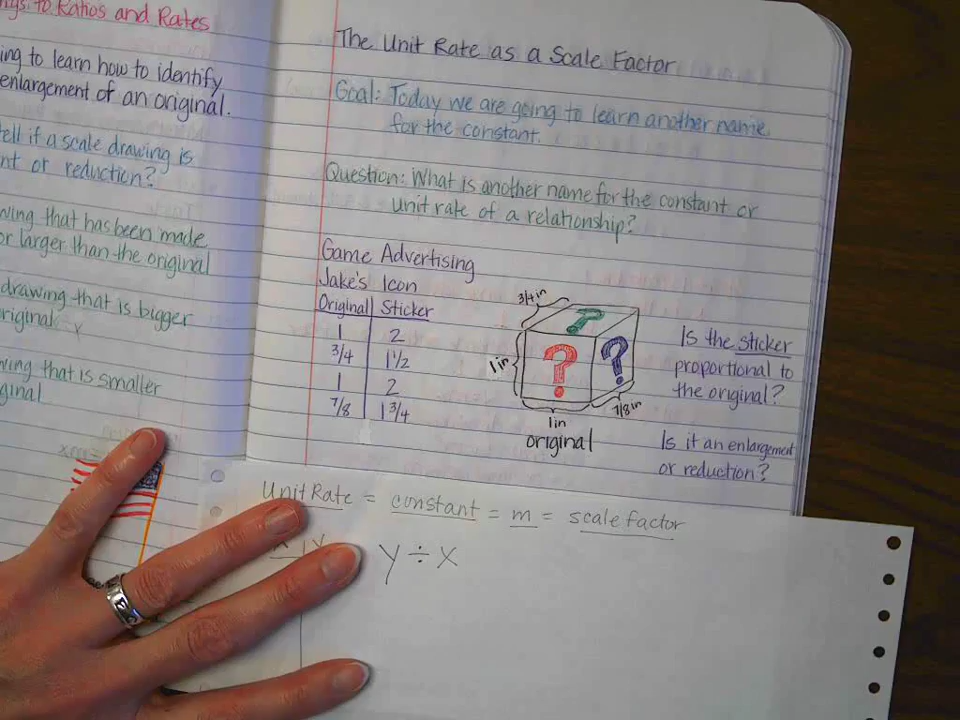 to Ratios and Rates
ing to learn how to identify
enlargement of an original.
tell if a scale drawing is
nt or reduction?
wing that has been made
or larger than the original
drawing that is bigger
original.
wing that is smaller
ginal
The Unit Rate as a Scale Factor
Goal: Today we are going to learn another name
for the constant.
Question: What is another name for the constant or
unit rate of a relationship?
Game Advertising
Jake's Icon
Original Sticker
1 2
3/4 1 1/2
1 2
7/8 1 3/4
3/4 in
?
? ?
1 in
7/8 in
1 in
original
Is the sticker
proportional to
the original?
Is it an enlargement
or reduction?
Unit Rate = constant = m = scale factor
x y y ÷ x